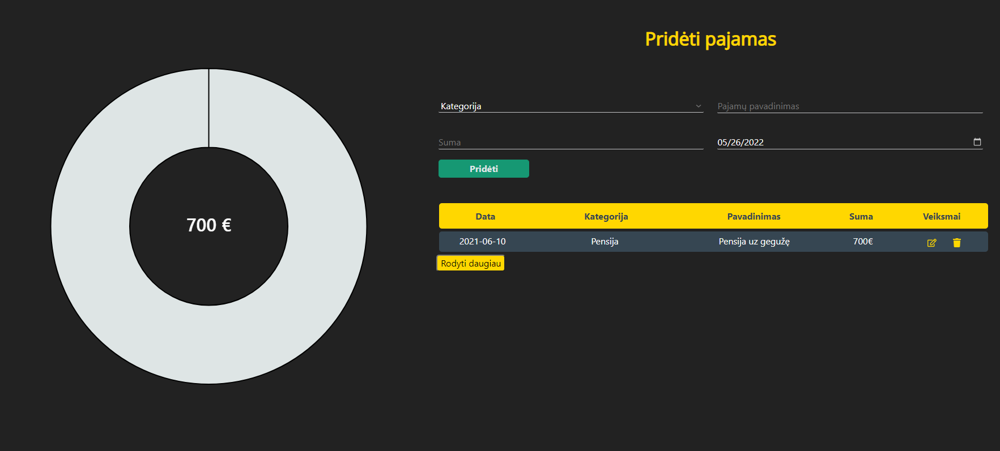 700 €
Pridėti pajamas
Kategorija
Pajamų pavadinimas
Suma
05/26/2022
Pridėti
Data Kategorija Pavadinimas Suma Veiksmai
2021-06-10 Pensija Pensija uz gegužę 700€
Rodyti daugiau